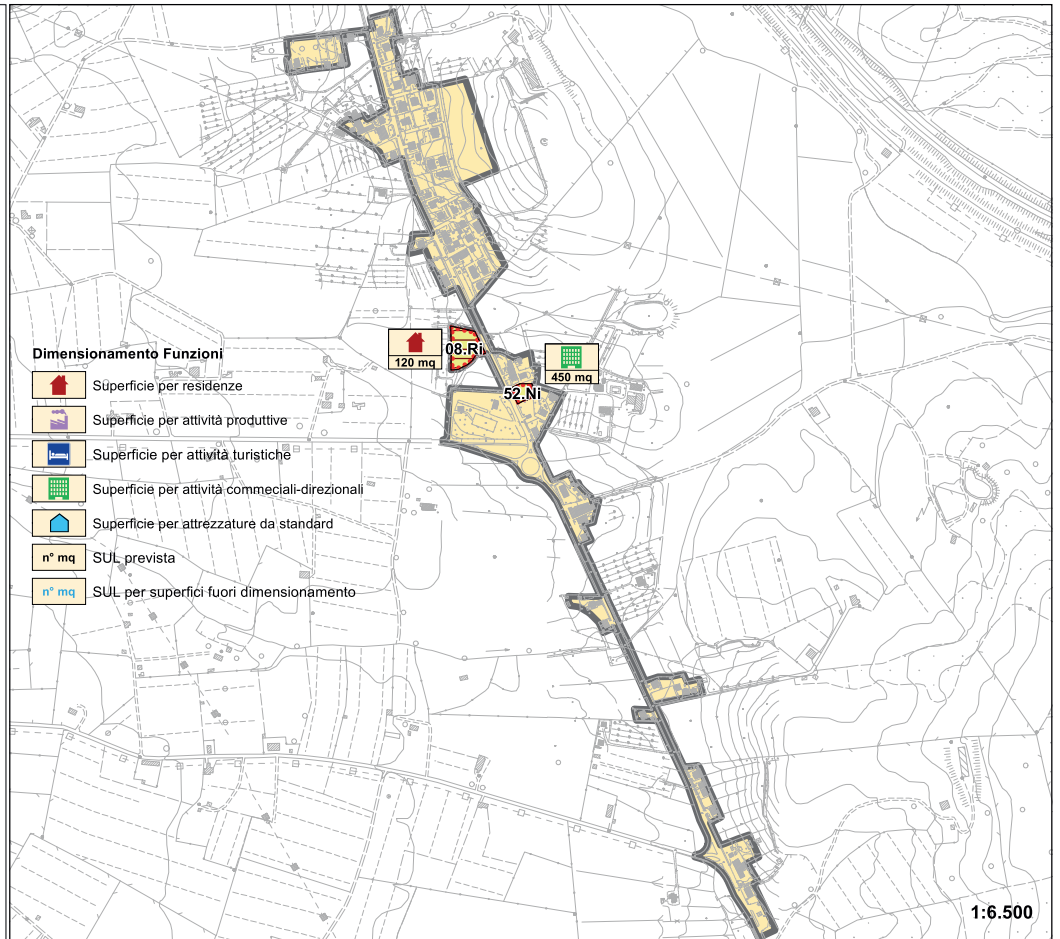 08.Ri
120 mq
450 mq
52.Ni
Dimensionamento Funzioni
Superficie per residenze
Superficie per attività produttive
Superficie per attività turistiche
Superficie per attività commeciali-direzionali
Superficie per attrezzature da standard
n° mq SUL prevista
n° mq SUL per superfici fuori dimensionamento
1:6.500